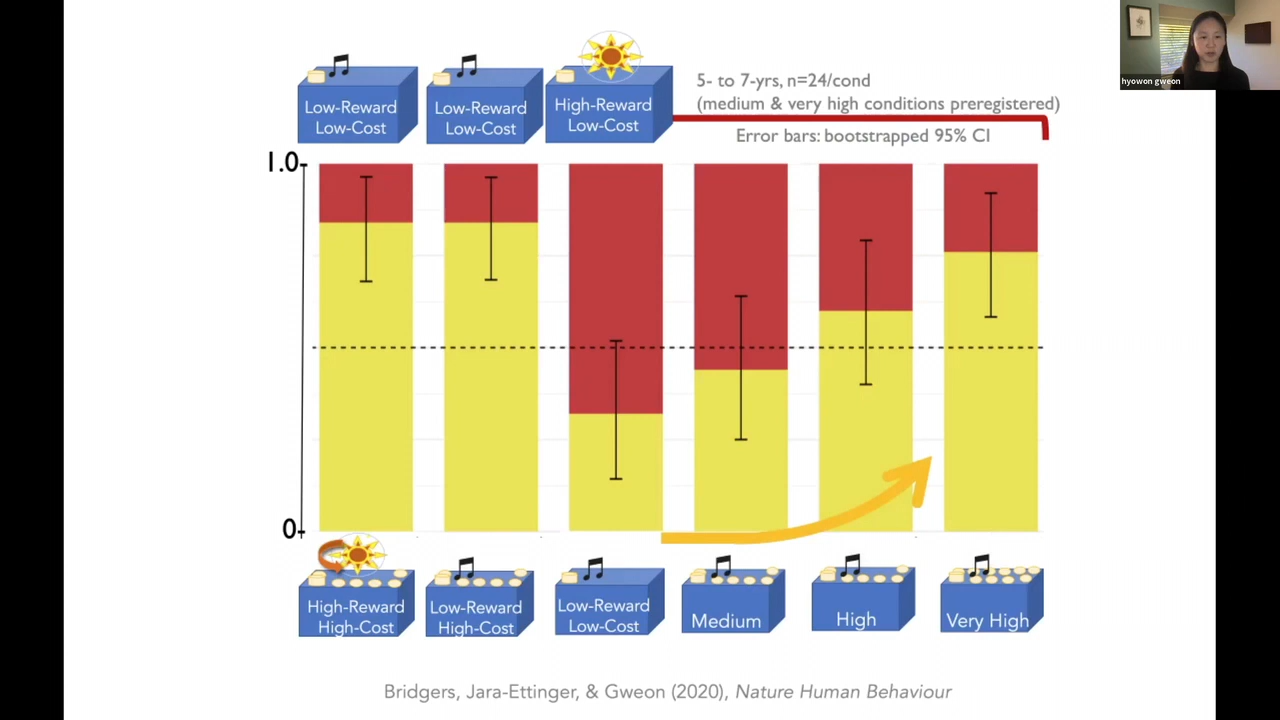 hyowon gweon
Low-Reward
Low-Cost
Low-Reward
Low-Cost
High-Reward
Low-Cost
5- to 7-yrs, n=24/cond
(medium & very high conditions preregistered)
Error bars: bootstrapped 95% CI
1.0
0
High-Reward
High-Cost
Low-Reward
High-Cost
Low-Reward
Low-Cost
Medium
High
Very High
Bridgers, Jara-Ettinger, & Gweon (2020), Nature Human Behaviour